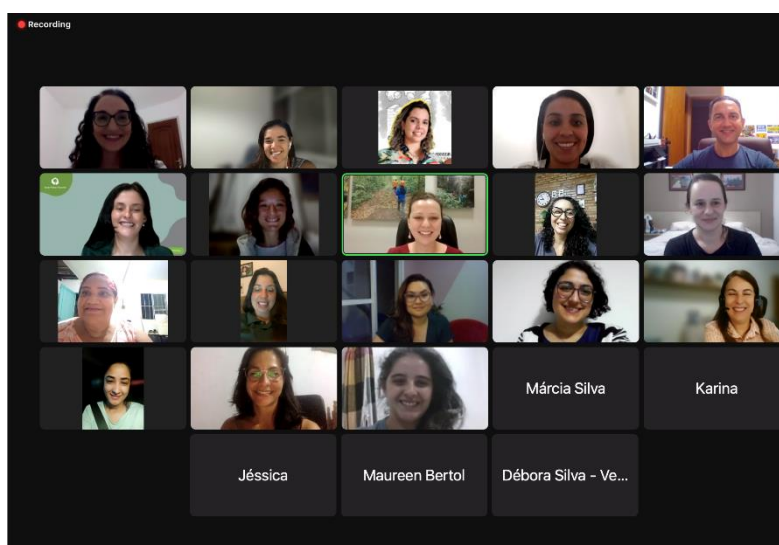 Recording
Márcia Silva
Karina
Jéssica
Maureen Bertol
Débora Silva - Ve...